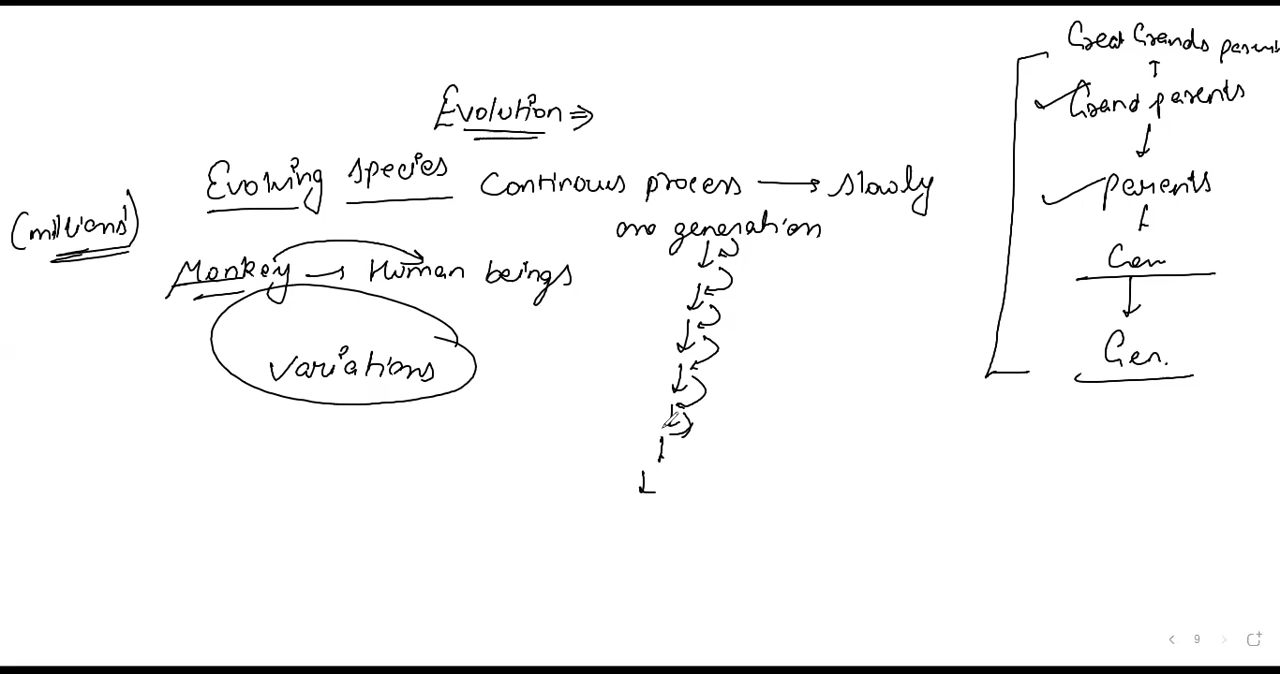 Evolution ⇒
Evolving species Continous process → slowly
(millions)
one generation
Monkey → Human beings
variations
Great Grands parents
Grand parents
parents
Gen
Gen.
9